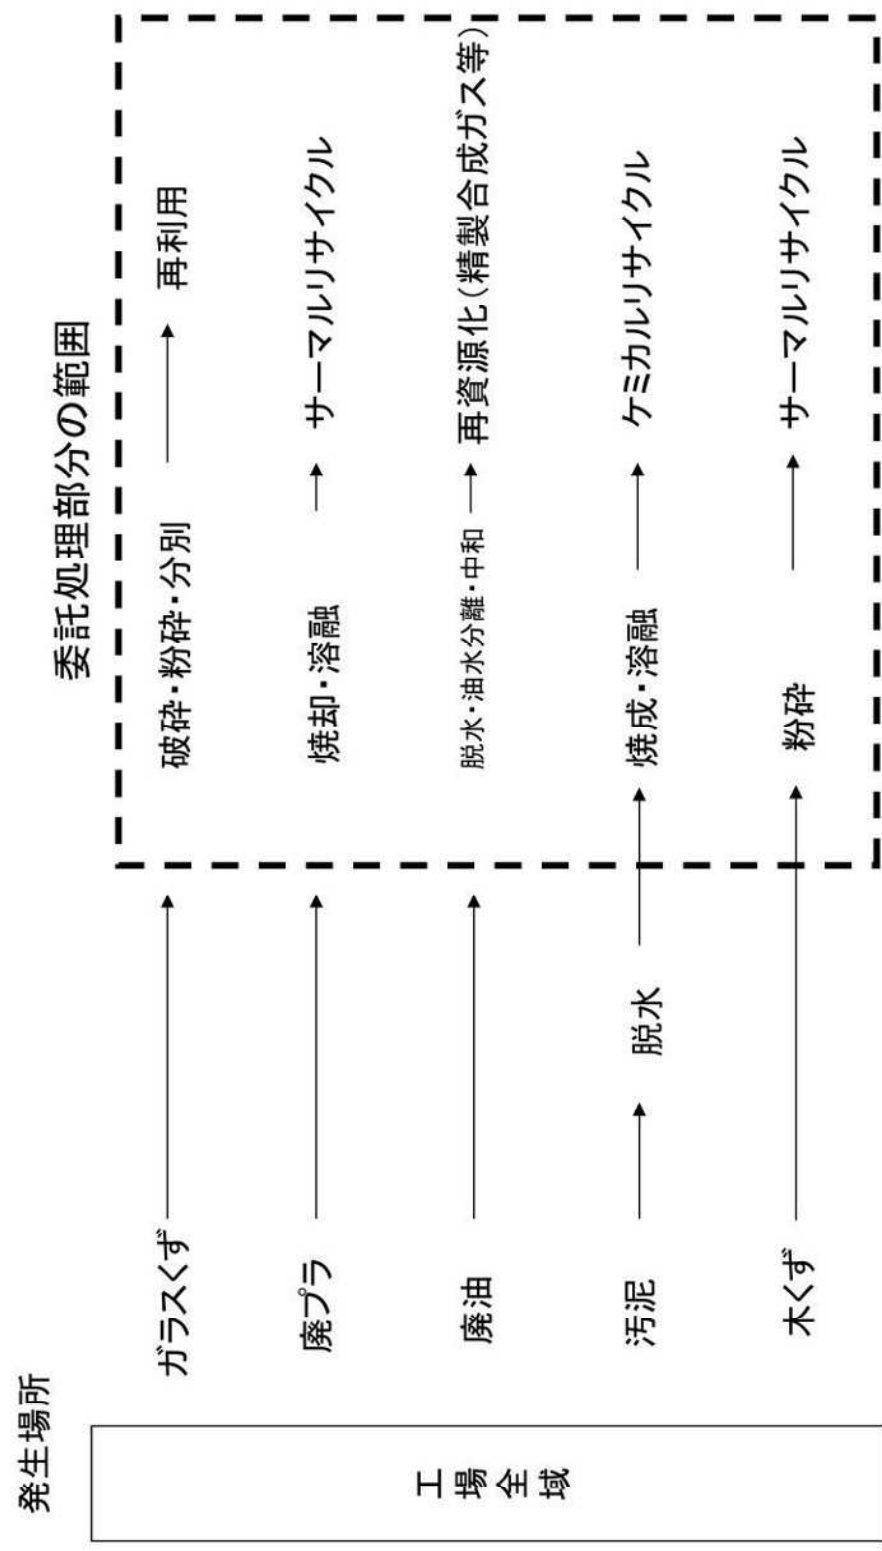 発生場所
委託処理部分の範囲
工場全域
ガラスくず
破砕・粉砕・分別
再利用
廃プラ
焼却・溶融
サーマルリサイクル
廃油
脱水・油水分離・中和
再資源化(精製合成ガス等)
汚泥
脱水
焼成・溶融
ケミカルリサイクル
木くず
粉砕
サーマルリサイクル